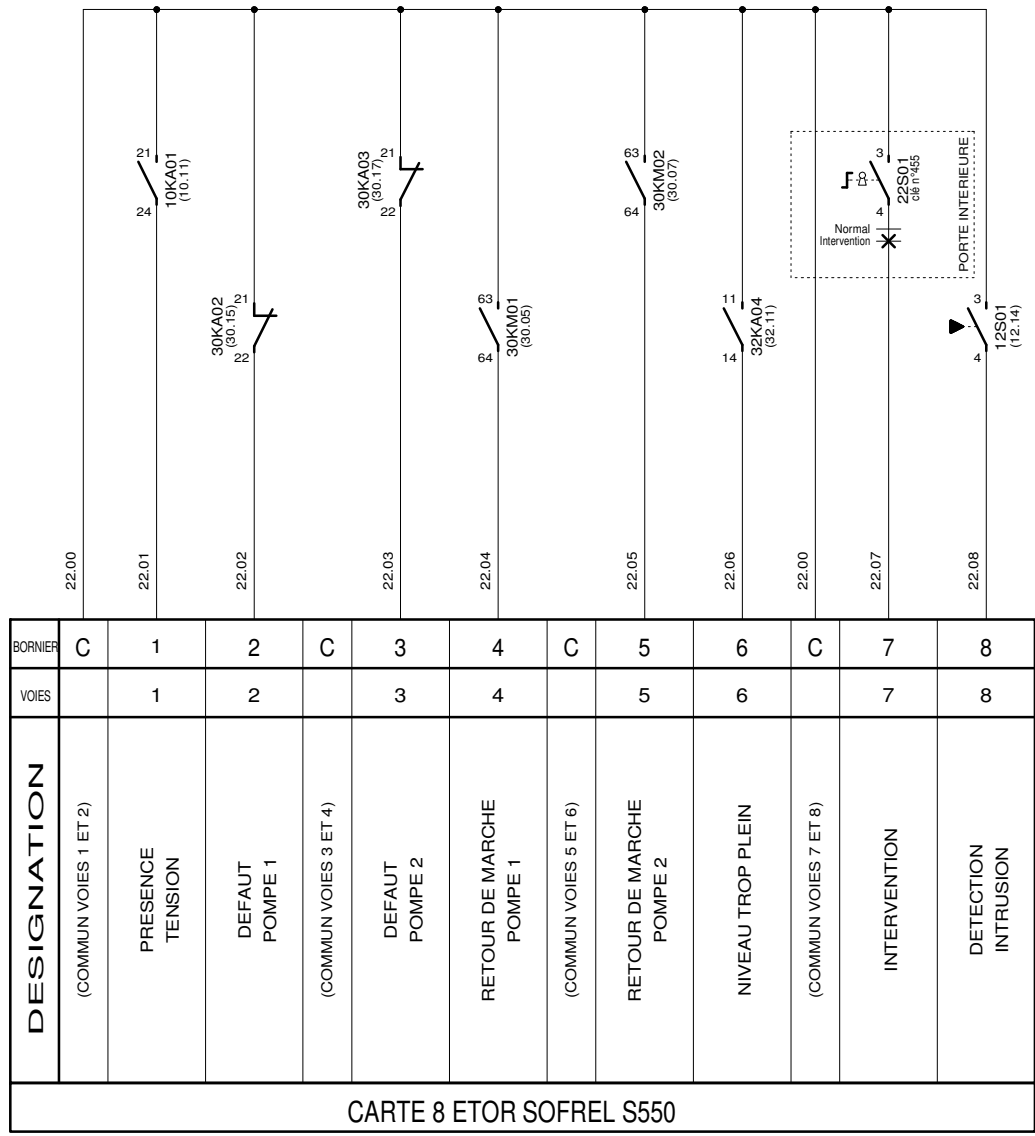 21
10KA01
(10.11)
24
21
30KA02
(30.15)
22
21
30KA03
(30.17)
22
63
30KM01
(30.05)
64
63
30KM02
(30.07)
64
11
32KA04
(32.11)
14
3
22S01
clé n°455
4
Normal
Intervention
PORTE INTERIEURE
3
12S01
(12.14)
4
22.00
22.01
22.02
22.03
22.04
22.05
22.06
22.00
22.07
22.08
BORNIER C 1 2 C 3 4 C 5 6 C 7 8
VOIES 1 2 3 4 5 6 7 8
DESIGNATION
(COMMUN VOIES 1 ET 2)
PRESENCE
TENSION
DEFAUT
POMPE 1
(COMMUN VOIES 3 ET 4)
DEFAUT
POMPE 2
RETOUR DE MARCHE
POMPE 1
(COMMUN VOIES 5 ET 6)
RETOUR DE MARCHE
POMPE 2
NIVEAU TROP PLEIN
(COMMUN VOIES 7 ET 8)
INTERVENTION
DETECTION
INTRUSION
CARTE 8 ETOR SOFREL S550